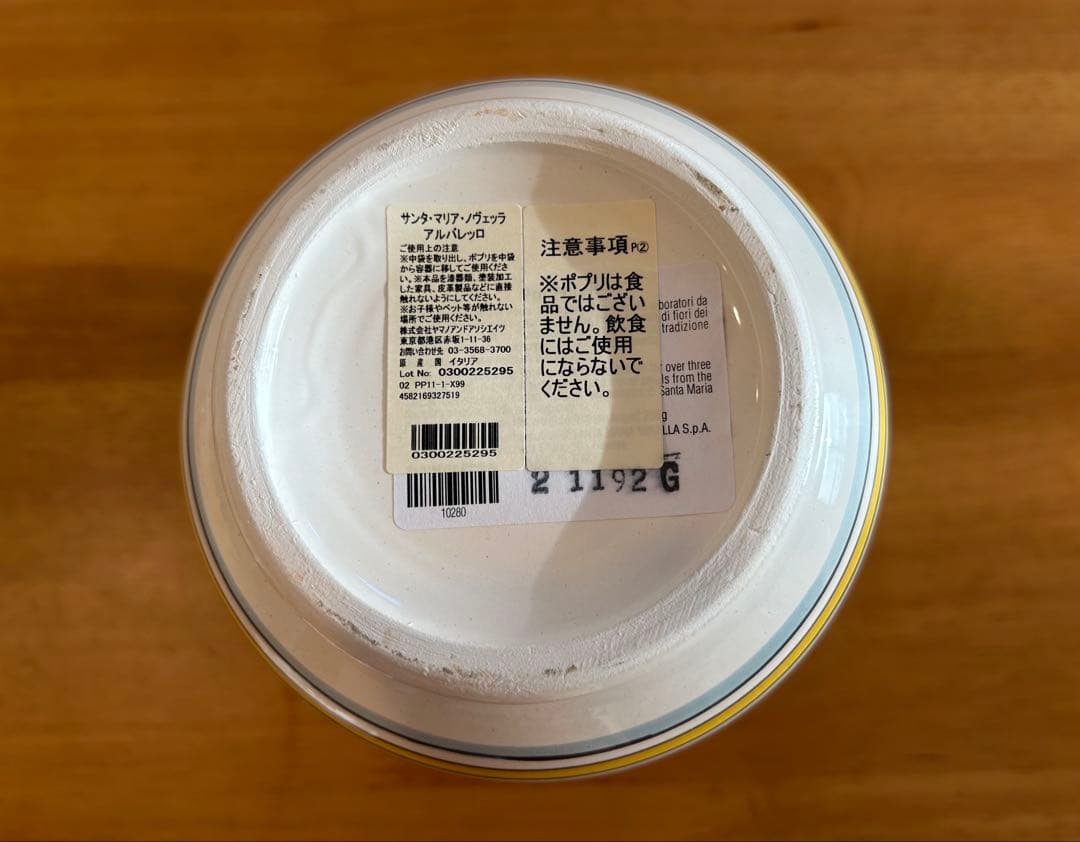 サンタ・マリア・ノヴェッラ
アルバレッロ
ご使用上の注意
※中袋を取り出し、ポプリを中袋
から容器に移してご使用くださ
い。※本品を漆器類、塗装加工
した家具、皮革製品などに直接
触れないようにしてください。
※お子様やペット等が触れない
場所でご使用ください。
株式会社ヤマノアンドアソシエイツ
東京都港区赤坂1-11-36
お問い合わせ先 03-3568-3700
原産国 イタリア
Lot No: 0300225295
02 PP11-1-X99
4582169327519
0300225295
注意事項P②
※ポプリは食
品ではござい
ません。飲食
にはご使用
にならないで
ください。
boratori da
di fiori dei
tradizione
over three
ls from the
Santa Maria
g
LLA S.p.A.
10280
2 1192 G